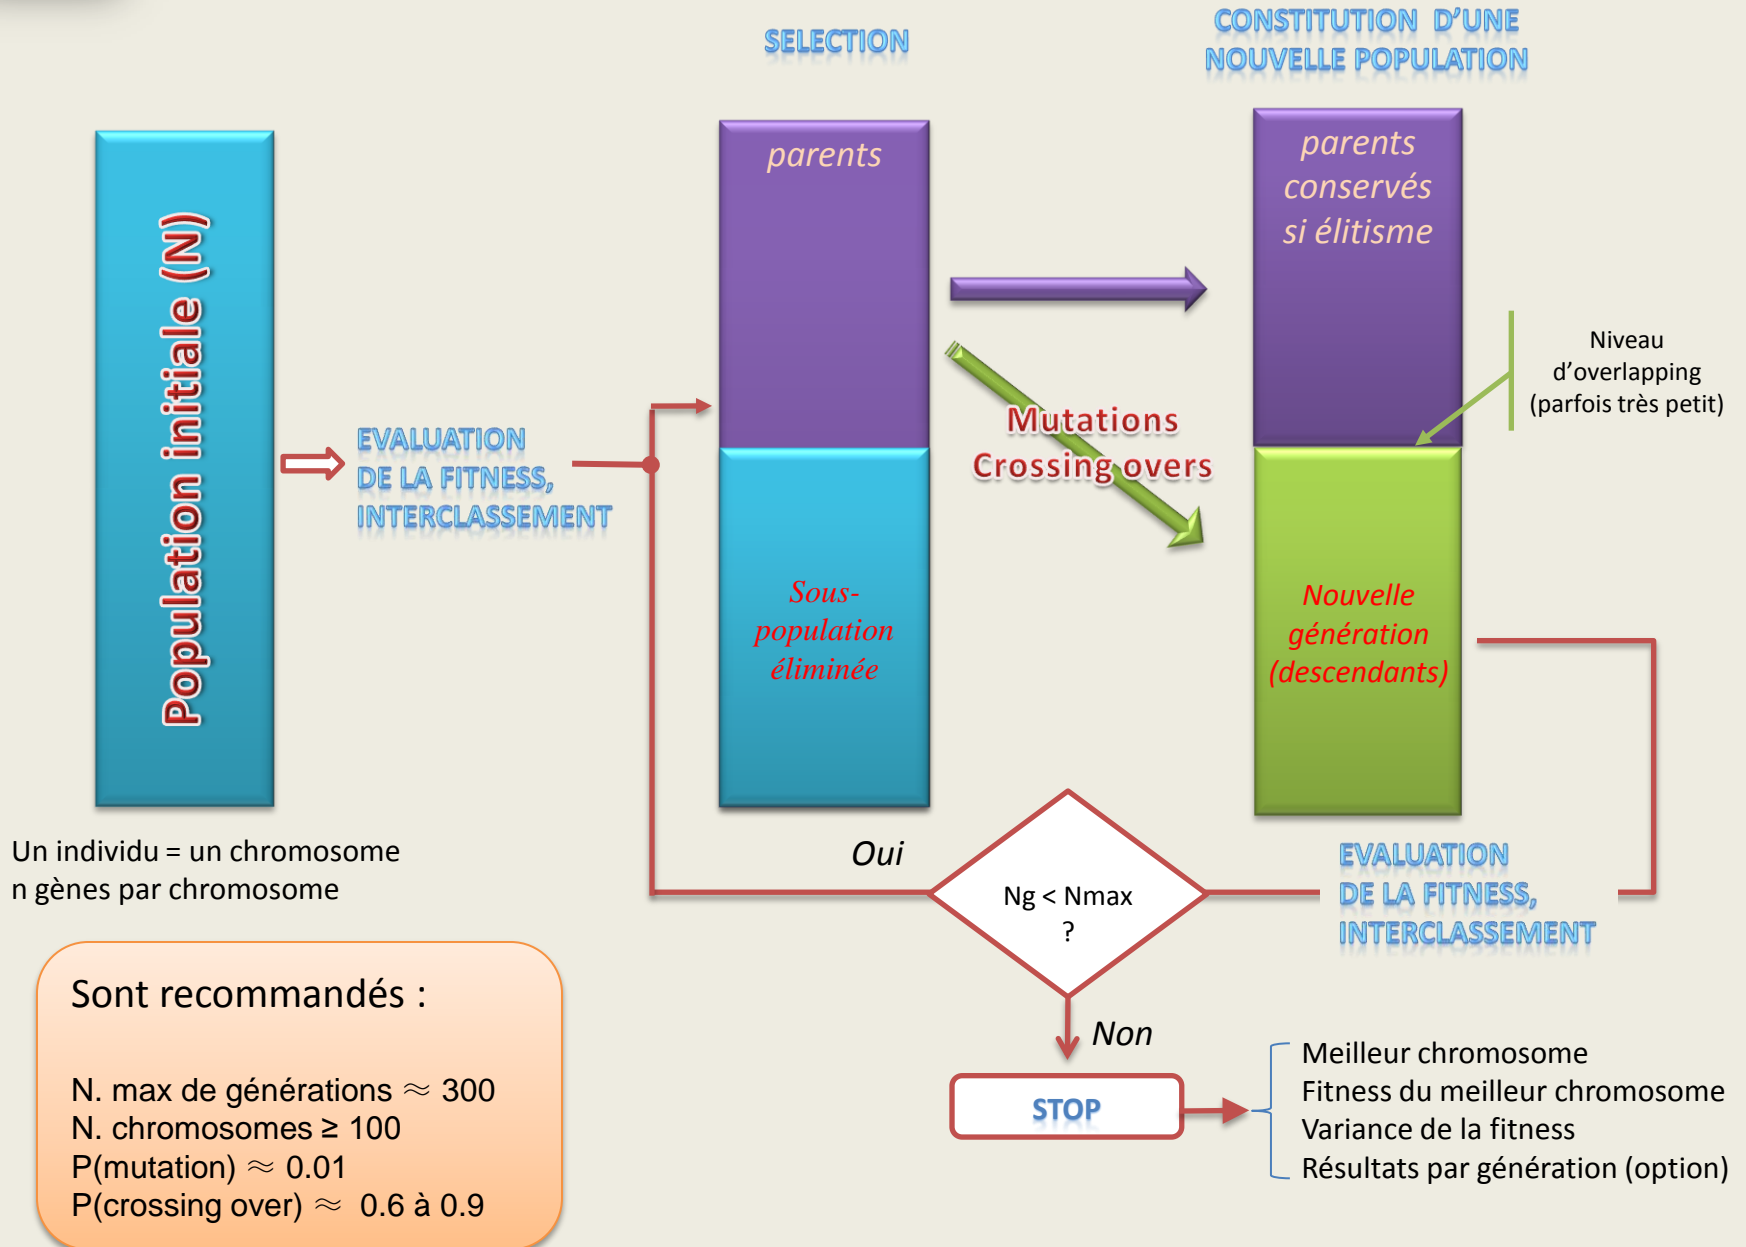 SELECTION
CONSTITUTION D'UNE
NOUVELLE POPULATION
Population initiale (N)
EVALUATION
DE LA FITNESS,
INTERCLASSEMENT
parents
Sous-
population
éliminée
Mutations
Crossing overs
parents
conservés
si élitisme
Niveau
d’overlapping
(parfois très petit)
Nouvelle
génération
(descendants)
Un individu = un chromosome
n gènes par chromosome
Oui
Ng < Nmax
?
EVALUATION
DE LA FITNESS,
INTERCLASSEMENT
Non
STOP
Meilleur chromosome
Fitness du meilleur chromosome
Variance de la fitness
Résultats par génération (option)
Sont recommandés :
N. max de générations ≈ 300
N. chromosomes ≥ 100
P(mutation) ≈ 0.01
P(crossing over) ≈ 0.6 à 0.9